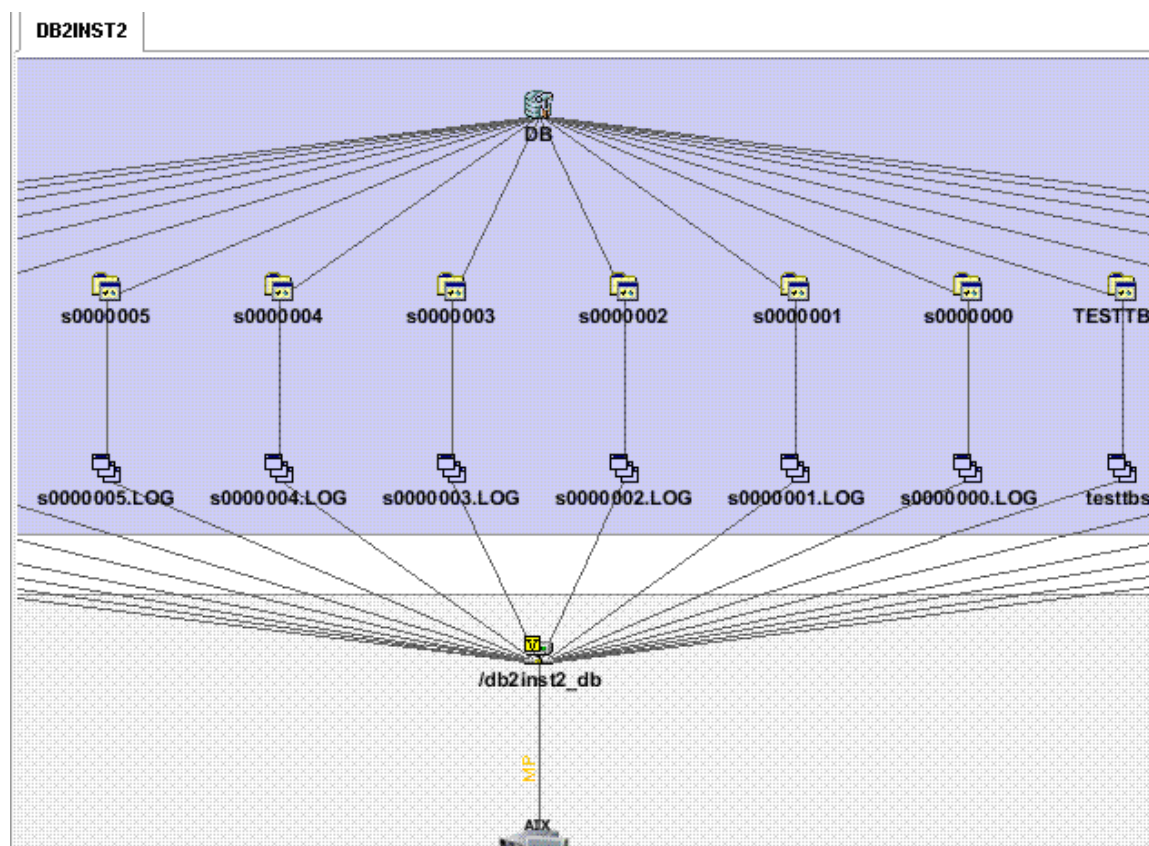 DB2INST2
DB
s0000005 s0000004 s0000003 s0000002 s0000001 s0000000 TESTTB
s0000005.LOG s0000004.LOG s0000003.LOG s0000002.LOG s0000001.LOG s0000000.LOG testtbs
/db2inst2_db
MP
AIX